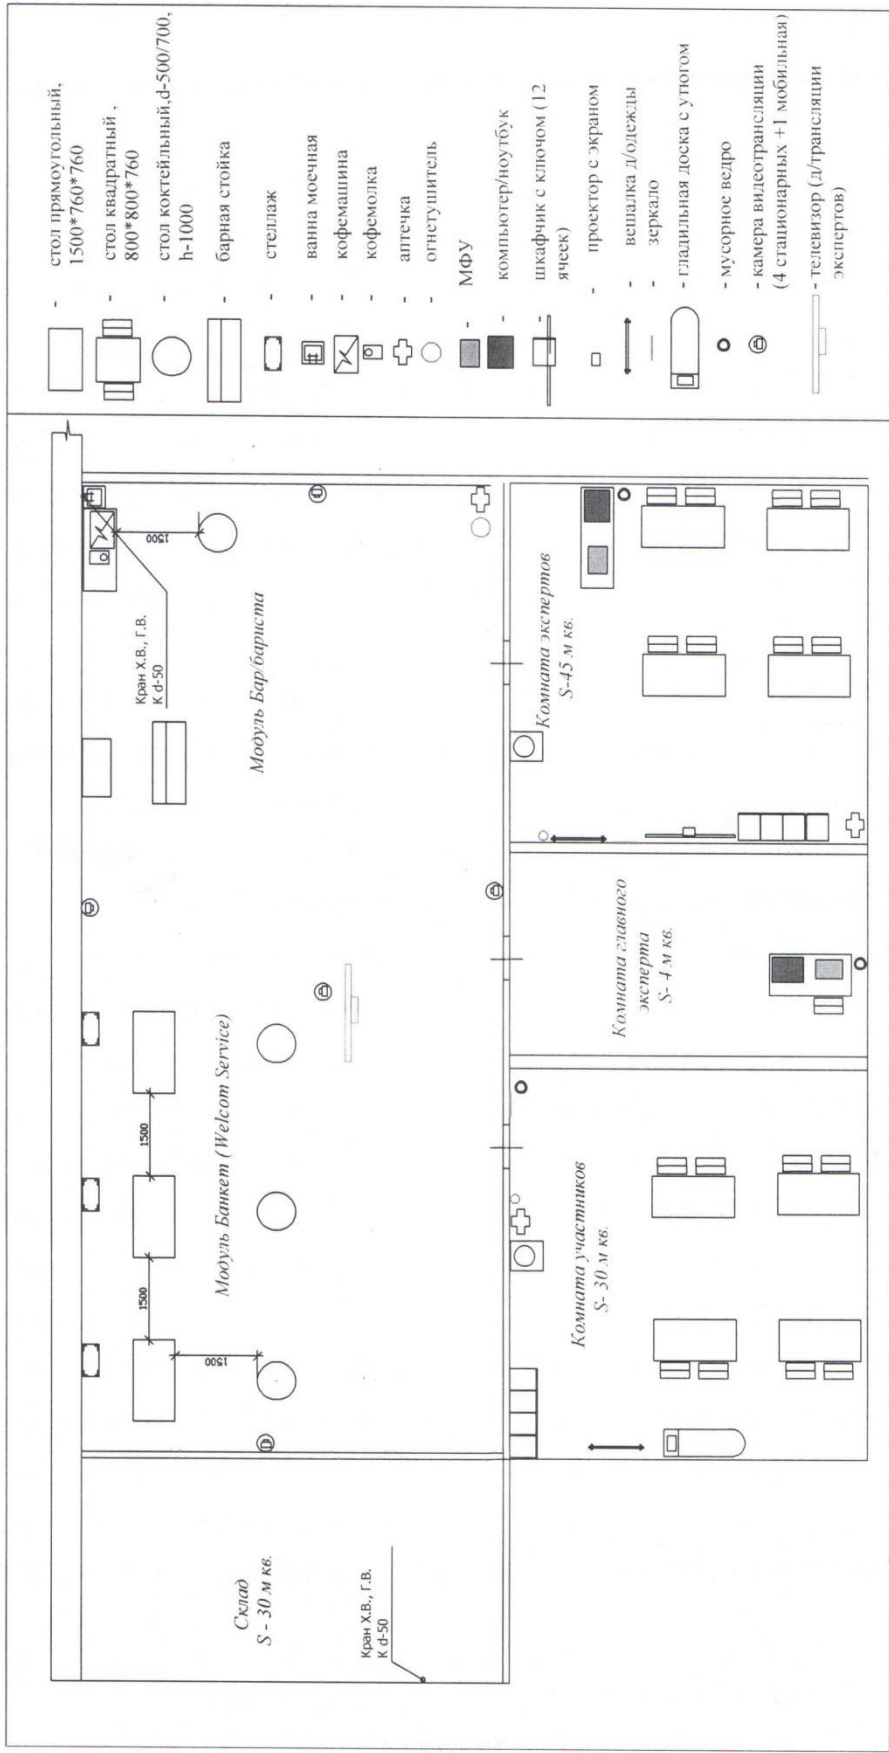 Склад
S - 30 м кв.
Кран Х.В., Г.В.
К d-50
1500
1500
1500
Модуль Банкет (Welcom Service)
Кран Х.В., Г.В.
К d-50
1500
Модуль Бар/бариста
Комната участников
S- 30 м кв.
Комната главного
эксперта
S- 4 м кв.
Комната экспертов
S-45 м кв.
- стол прямоугольный,
1500*760*760
- стол квадратный ,
800*800*760
- стол коктейльный,d-500/700,
h-1000
- барная стойка
- стеллаж
- ванна моечная
- кофемашина
- кофемолка
- аптечка
- огнетушитель
- МФУ
- компьютер/ноутбук
- шкафчик с ключом (12
ячеек)
- проектор с экраном
- вешалка д/одежды
- зеркало
- гладильная доска с утюгом
- мусорное ведро
- камера видеотрансляции
(4 стационарных +1 мобильная)
- телевизор (д/трансляции
экспертов)